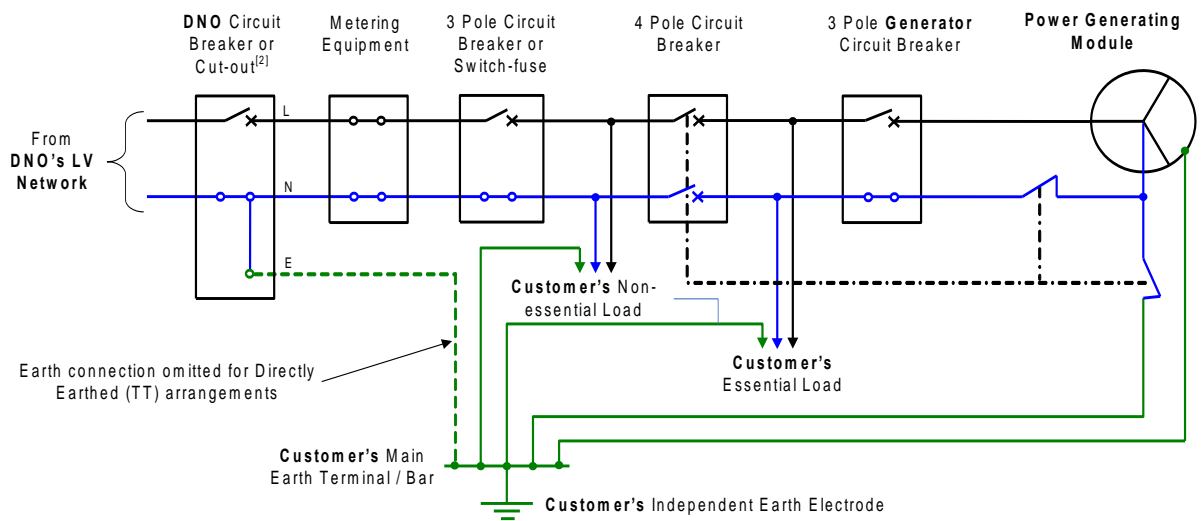 DNO Circuit
Breaker or
Cut-out[2]
Metering
Equipment
3 Pole Circuit
Breaker or
Switch-fuse
4 Pole Circuit
Breaker
3 Pole Generator
Circuit Breaker
Power Generating
Module
L
From
DNO's LV
Network
N
E
Customer's Non-
essential Load
Customer's
Essential Load
Earth connection omitted for Directly
Earthed (TT) arrangements
Customer's Main
Earth Terminal / Bar
Customer's Independent Earth Electrode